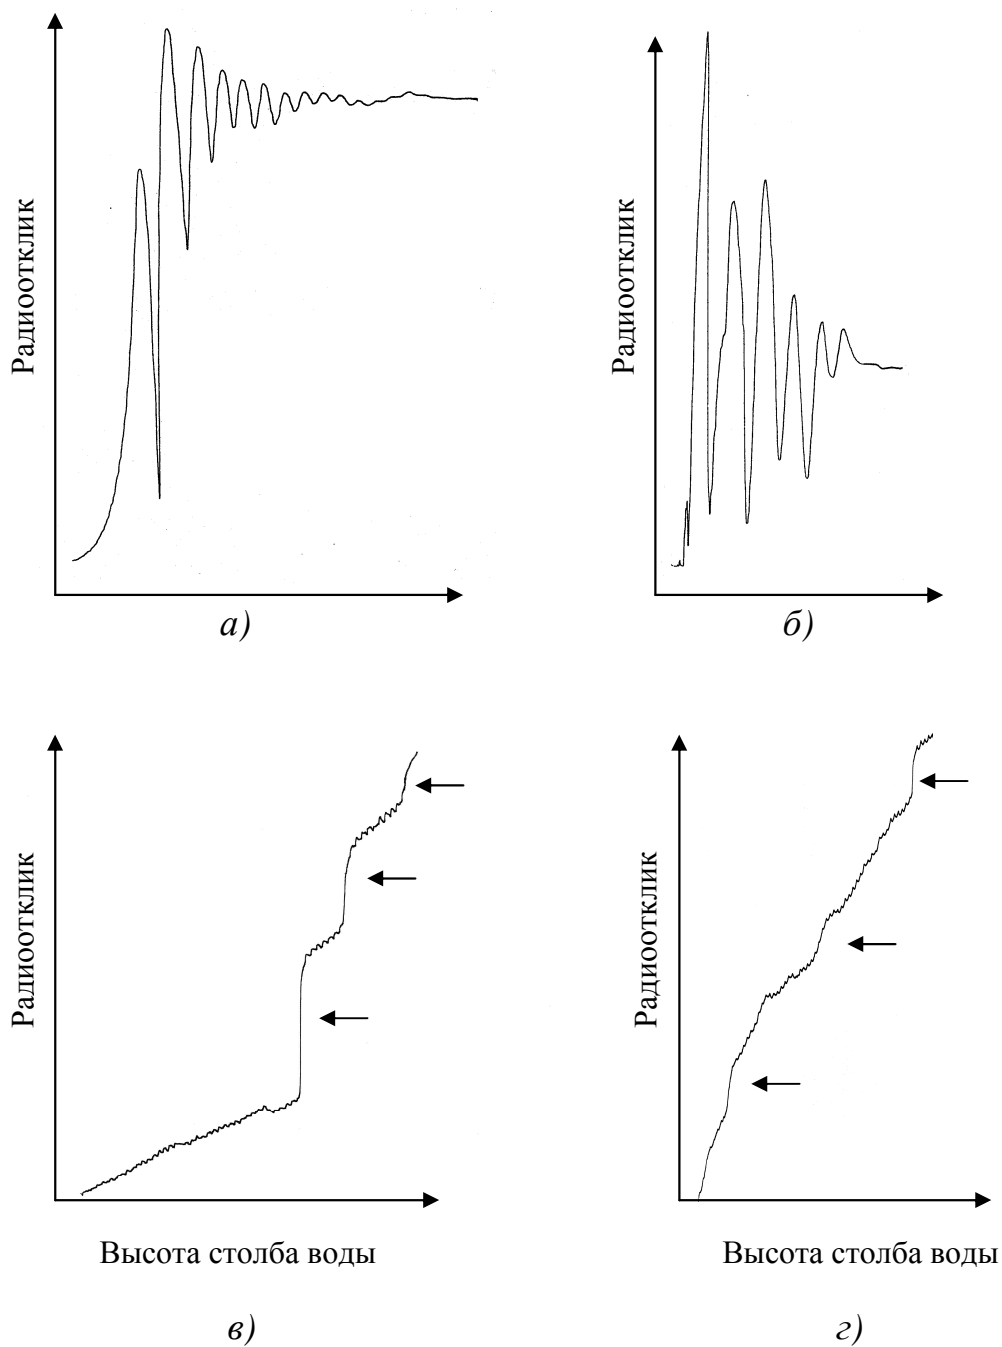 Радиоотклик
Радиоотклик
а)
б)
Радиоотклик
Радиоотклик
Высота столба воды
Высота столба воды
в)
г)